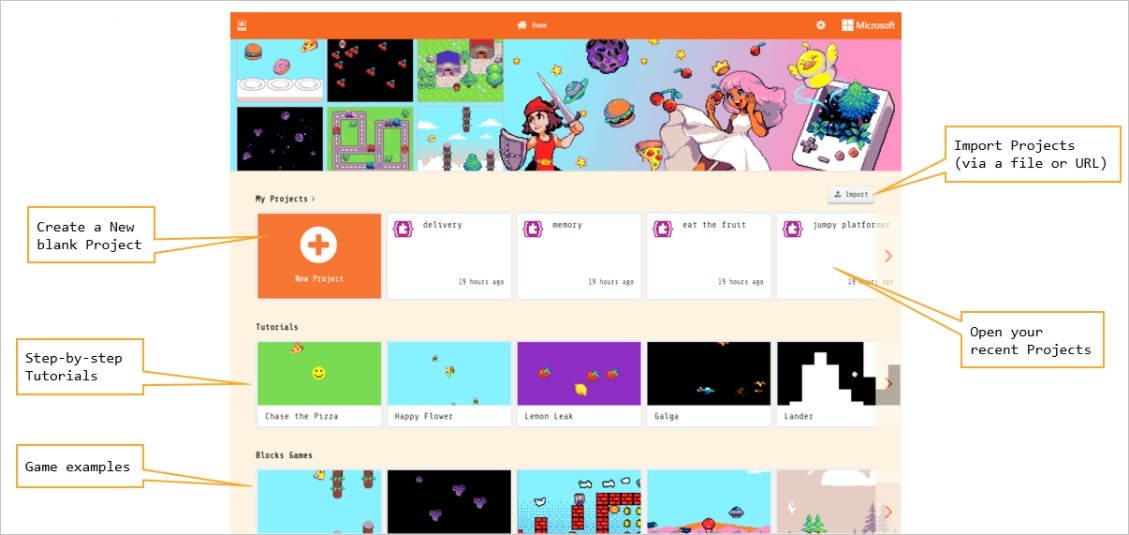 Home
Microsoft
Import Projects
(via a file or URL)
Import
My Projects >
Create a New
blank Project
New Project
delivery
19 hours ago
memory
19 hours ago
eat the fruit
19 hours ago
jumpy platformer
19 hours ago
Open your
recent Projects
Tutorials
Step-by-step
Tutorials
Chase the Pizza
Happy Flower
Lemon Leak
Galga
Lander
Blocks Games
Game examples